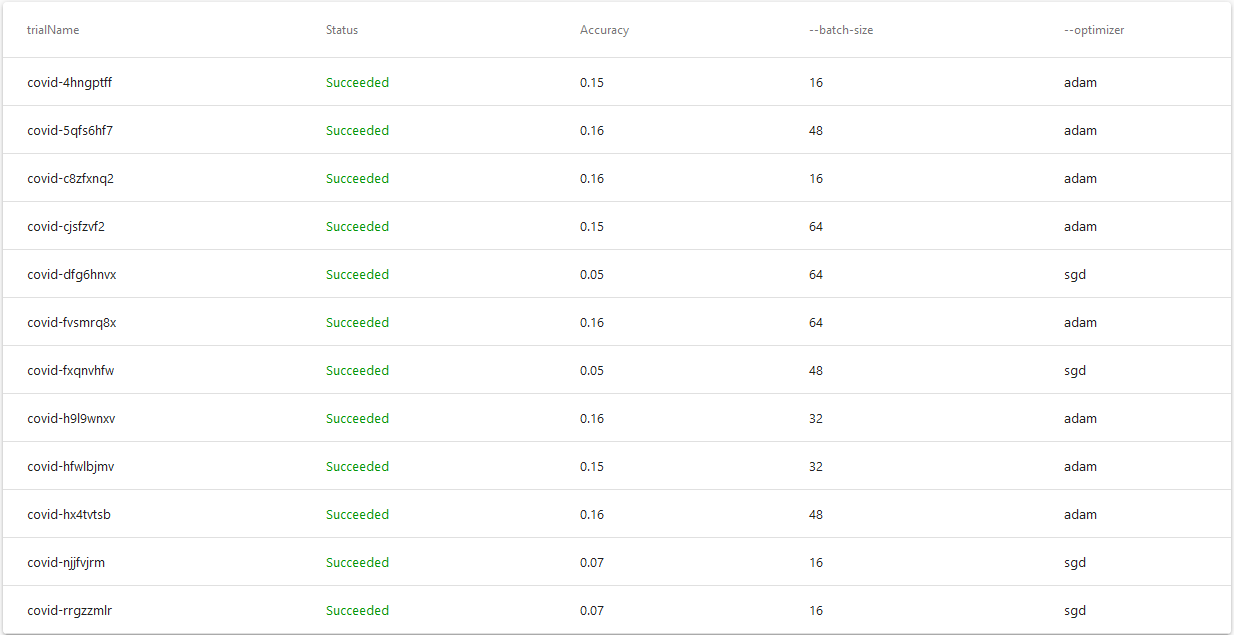 trialName Status Accuracy --batch-size --optimizer
covid-4hngptff Succeeded 0.15 16 adam
covid-5qfs6hf7 Succeeded 0.16 48 adam
covid-c8zfxnq2 Succeeded 0.16 16 adam
covid-cjsfzvf2 Succeeded 0.15 64 adam
covid-dfg6hnvx Succeeded 0.05 64 sgd
covid-fvsmrq8x Succeeded 0.16 64 adam
covid-fxqnvhfw Succeeded 0.05 48 sgd
covid-h9l9wnxv Succeeded 0.16 32 adam
covid-hfwlbjmv Succeeded 0.15 32 adam
covid-hx4tvtsb Succeeded 0.16 48 adam
covid-njjfvjrm Succeeded 0.07 16 sgd
covid-rrgzzmlr Succeeded 0.07 16 sgd